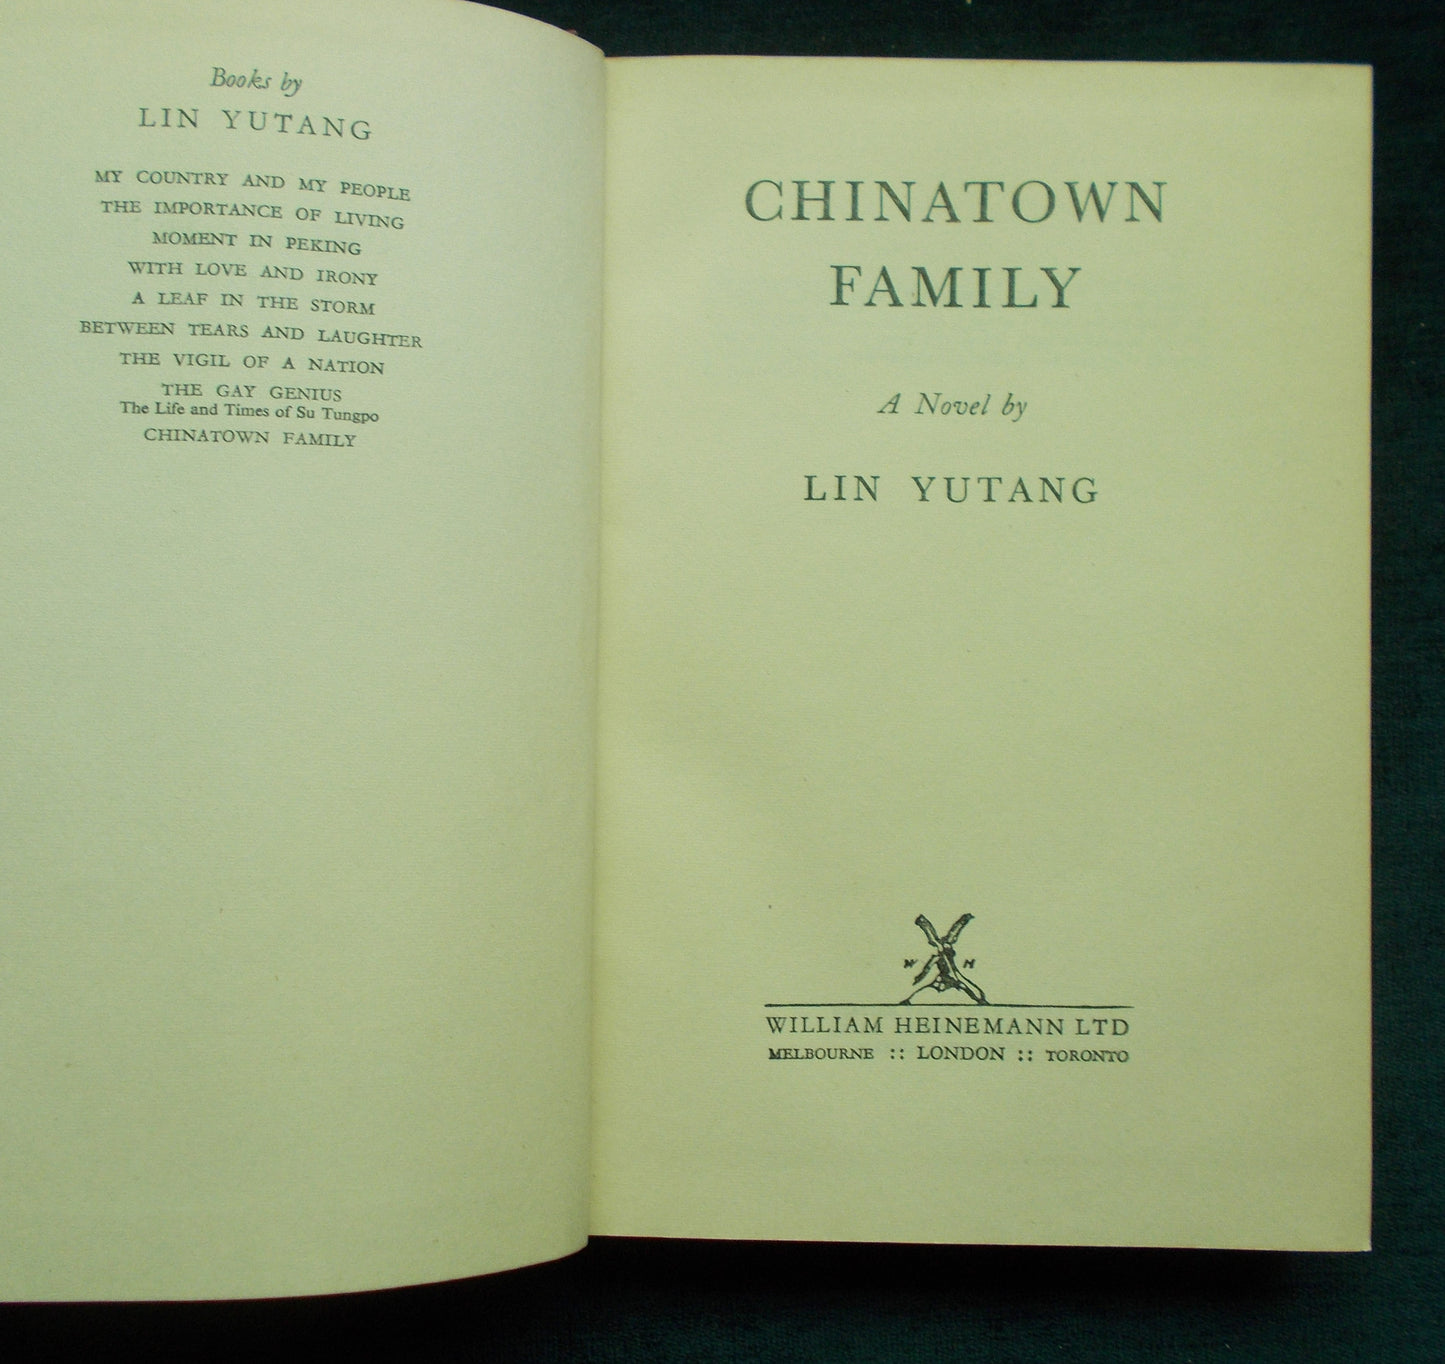 Books by
LIN YUTANG
MY COUNTRY AND MY PEOPLE
THE IMPORTANCE OF LIVING
MOMENT IN PEKING
WITH LOVE AND IRONY
A LEAF IN THE STORM
BETWEEN TEARS AND LAUGHTER
THE VIGIL OF A NATION
THE GAY GENIUS
The Life and Times of Su Tungpo
CHINATOWN FAMILY
CHINATOWN
FAMILY
A Novel by
LIN YUTANG
W H
WILLIAM HEINEMANN LTD
MELBOURNE :: LONDON :: TORONTO